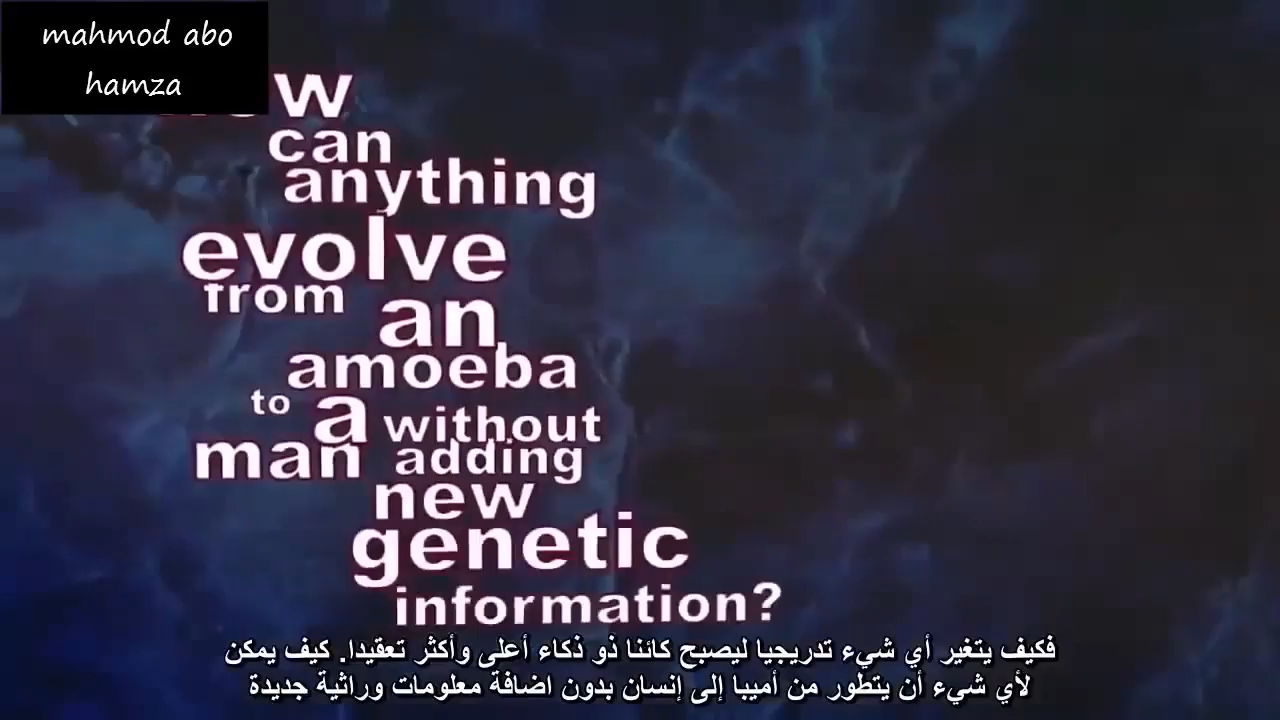 mahmod abo
hamza
can
anything
evolve
from
an
amoeba
to a without
man adding
new
genetic
information?
فكيف يتغير أي شيء تدريجيا ليصبح كائنا ذو ذكاء أعلى وأكثر تعقيدا. كيف يمكن
لأي شيء أن يتطور من أميبا إلى إنسان بدون اضافة معلومات وراثية جديدة